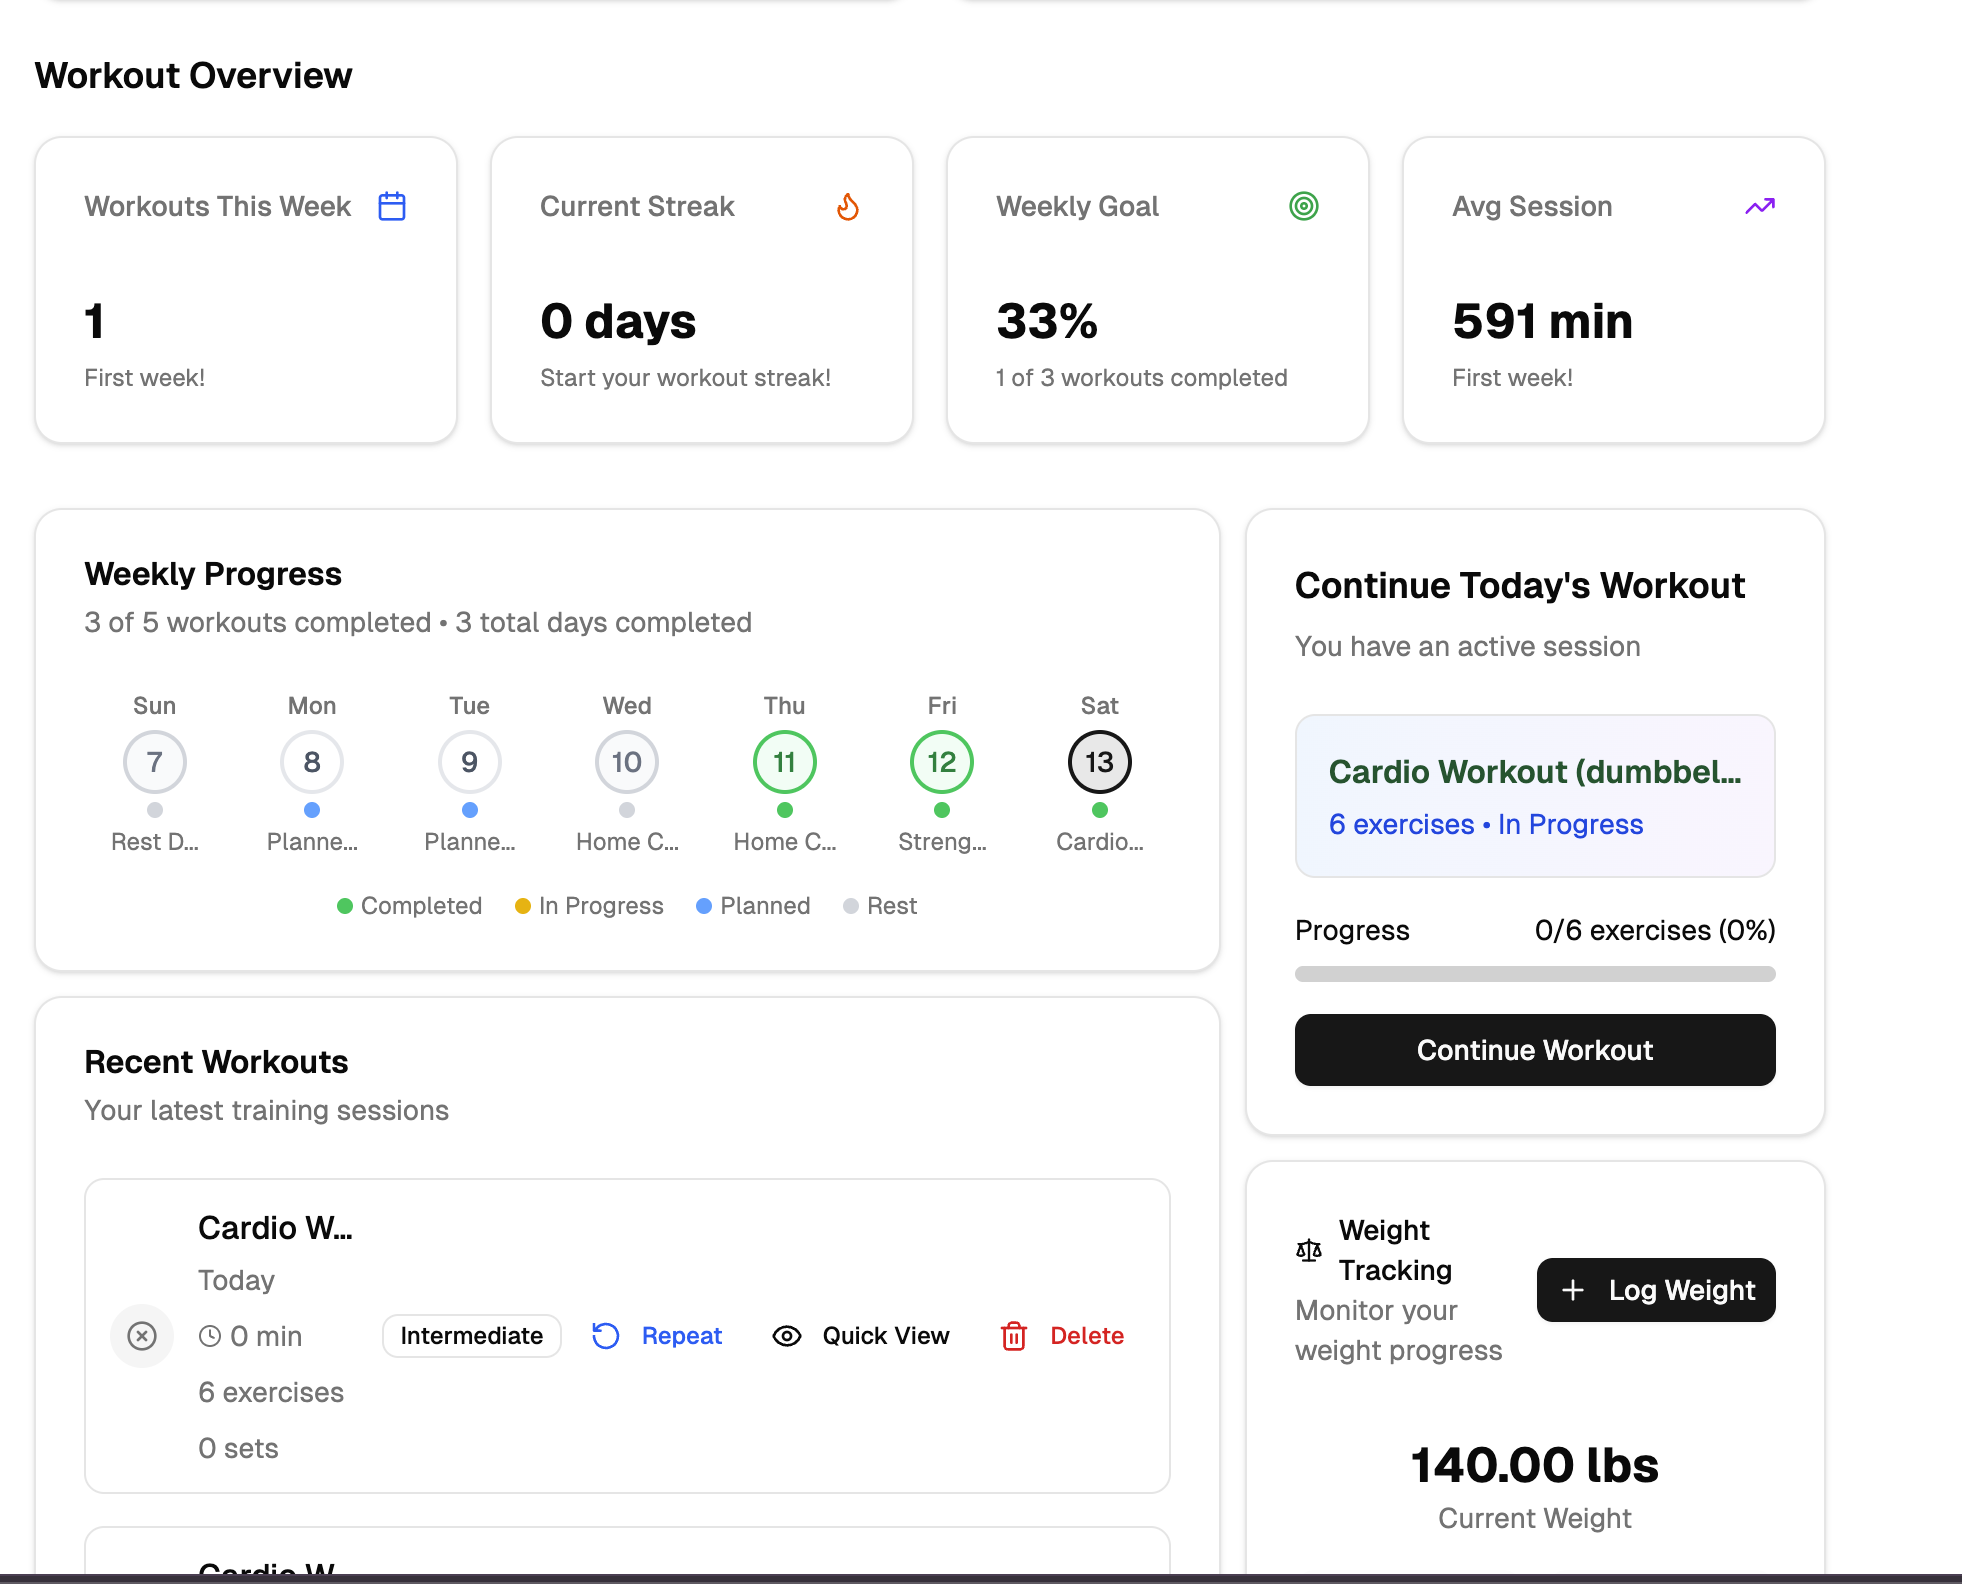 Workout Overview
Workouts This Week
1
First week!
Current Streak
0 days
Start your workout streak!
Weekly Goal
33%
1 of 3 workouts completed
Avg Session
591 min
First week!
Weekly Progress
3 of 5 workouts completed • 3 total days completed
Sun Mon Tue Wed Thu Fri Sat
7 8 9 10 11 12 13
Rest D... Planne... Planne... Home C... Home C... Streng... Cardio...
Completed In Progress Planned Rest
Continue Today's Workout
You have an active session
Cardio Workout (dumbbel...
6 exercises • In Progress
Progress 0/6 exercises (0%)
Continue Workout
Recent Workouts
Your latest training sessions
Cardio W...
Today
0 min
6 exercises
0 sets
Intermediate Repeat Quick View Delete
Cardio W...
Weight
Tracking
Monitor your
weight progress
+ Log Weight
140.00 lbs
Current Weight